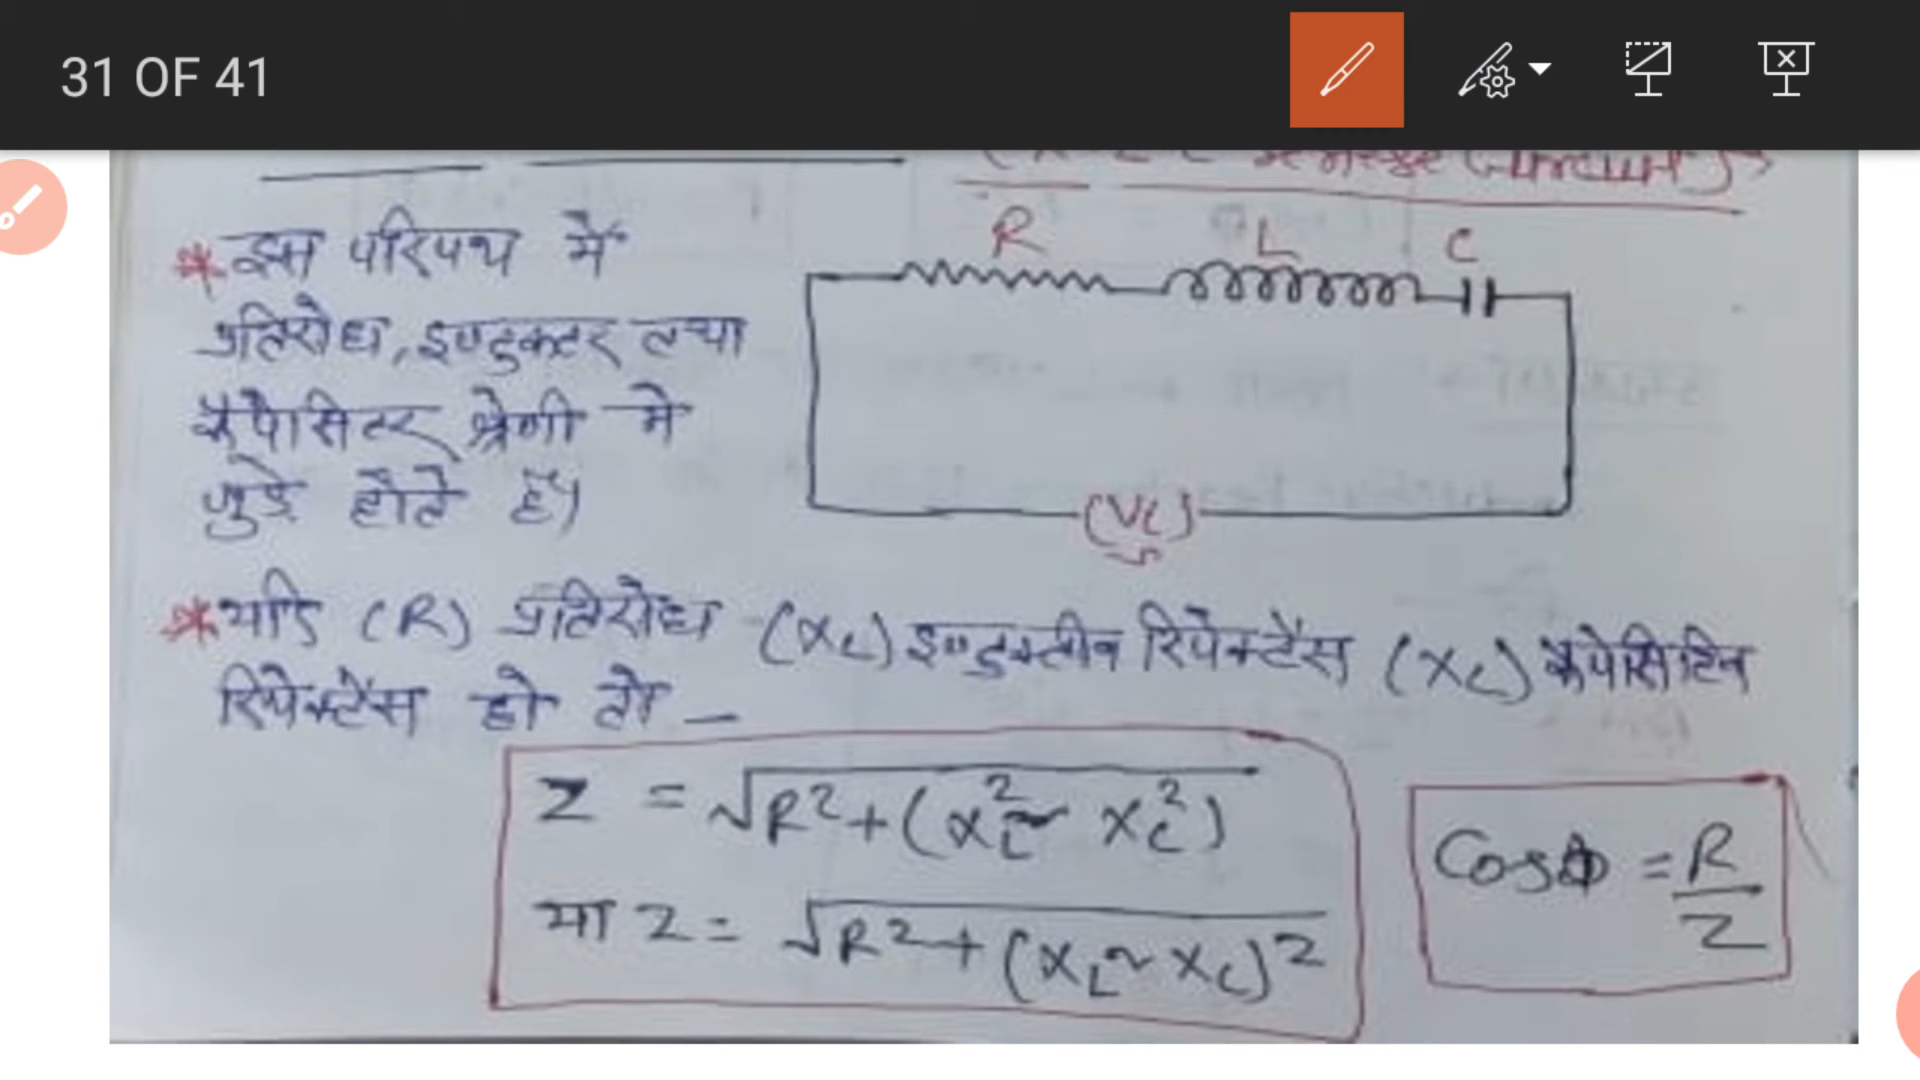 31 OF 41
R L C
* इस परिपथ में
प्रतिरोध, इण्डक्टर तथा
कैपेसिटर श्रेणी मे
जुडे होते हैं।
* यदि (R) प्रतिरोध (XL) इण्डक्टीव रियेक्टैंस (XC) कैपेसिटिव
रियेक्टैंस हो तो —
Z = √R²+(XL² ~ XC²)
या Z = √R²+(XL ~ XC)²
Cosφ = R/Z